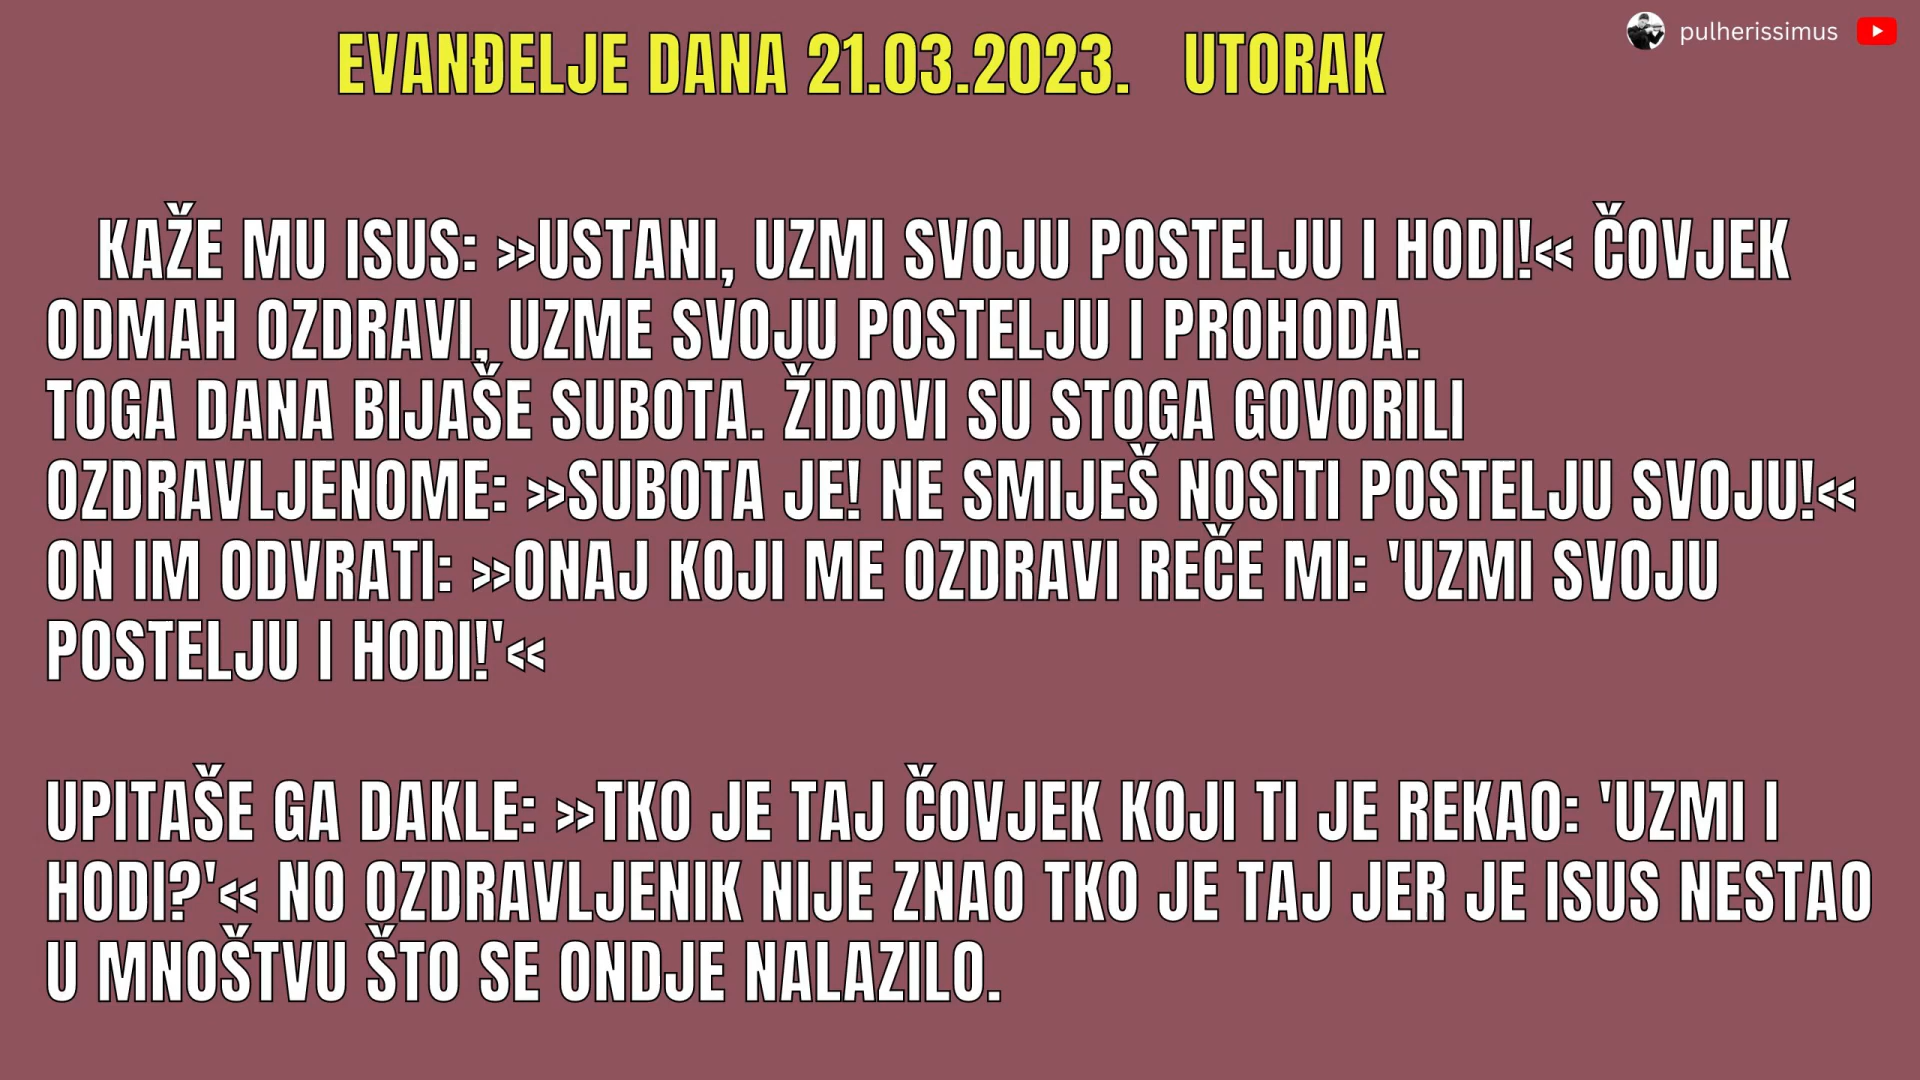 EVANĐELJE DANA 21.03.2023. UTORAK
pulherissimus
KAŽE MU ISUS: »USTANI, UZMI SVOJU POSTELJU I HODI!« ČOVJEK
ODMAH OZDRAVI, UZME SVOJU POSTELJU I PROHODA.
TOGA DANA BIJAŠE SUBOTA. ŽIDOVI SU STOGA GOVORILI
OZDRAVLJENOME: »SUBOTA JE! NE SMIJEŠ NOSITI POSTELJU SVOJU!«
ON IM ODVRATI: »ONAJ KOJI ME OZDRAVI REČE MI: 'UZMI SVOJU
POSTELJU I HODI!'«
UPITAŠE GA DAKLE: »TKO JE TAJ ČOVJEK KOJI TI JE REKAO: 'UZMI I
HODI?'« NO OZDRAVLJENIK NIJE ZNAO TKO JE TAJ JER JE ISUS NESTAO
U MNOŠTVU ŠTO SE ONDJE NALAZILO.